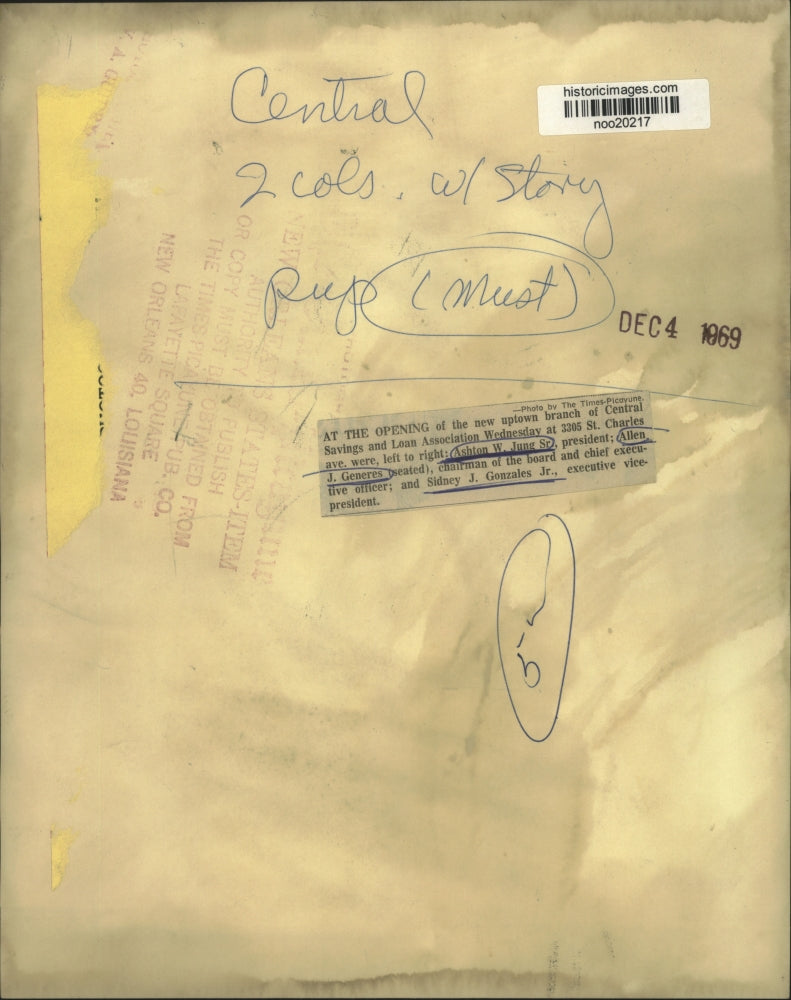 historicimages.com
noo20217
Central
2 cols. w/ Story
(Must)
DEC 4 1969
—Photo by The Times-Picayune.
AT THE OPENING of the new uptown branch of Central
Savings and Loan Association Wednesday at 3305 St. Charles
ave. were, left to right: Ashton W. Jung Sr., president; Allen
J. Generes (seated), chairman of the board and chief execu-
tive officer; and Sidney J. Gonzales Jr., executive vice-
president.
AUTHORITY PUBLISH
OR COPY MUST BE OBTAINED FROM
THE TIMES-PICAYUNE PUB. CO.
LAFAYETTE SQUARE
NEW ORLEANS 40, LOUISIANA